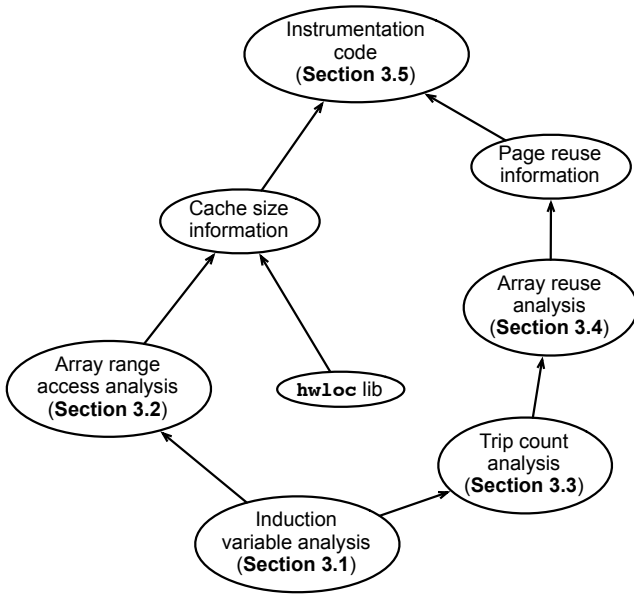 Instrumentation
code
(Section 3.5)
Page reuse
information
Cache size
information
Array reuse
analysis
(Section 3.4)
Array range
access analysis
(Section 3.2)
hwloc lib
Trip count
analysis
(Section 3.3)
Induction
variable analysis
(Section 3.1)